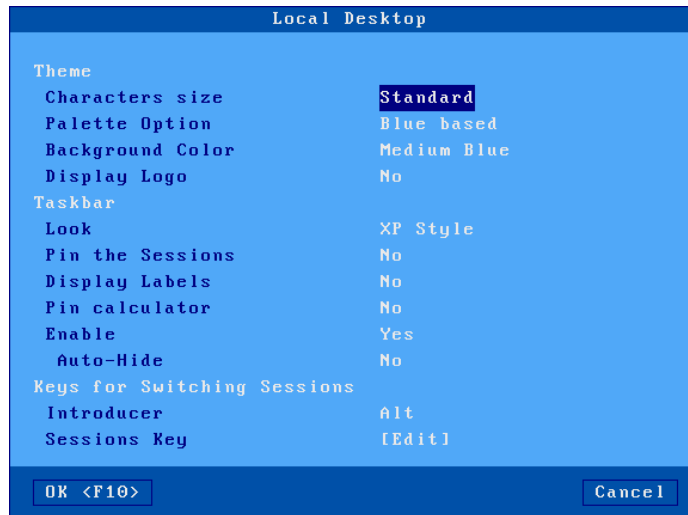 Local Desktop
Theme
Characters size Standard
Palette Option Blue based
Background Color Medium Blue
Display Logo No
Taskbar
Look XP Style
Pin the Sessions No
Display Labels No
Pin calculator No
Enable Yes
Auto-Hide No
Keys for Switching Sessions
Introducer Alt
Sessions Key [Edit]
OK <F10> Cancel